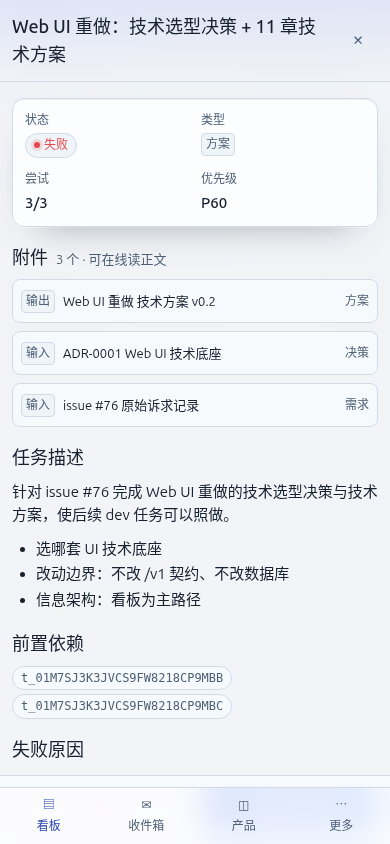 Web UI 重做：技术选型决策 + 11 章技
术方案
×
状态
类型
失败
方案
尝试
优先级
3/3
P60
附件 3 个 · 可在线读正文
输出 Web UI 重做 技术方案 v0.2 方案
输入 ADR-0001 Web UI 技术底座 决策
输入 issue #76 原始诉求记录 需求
任务描述
针对 issue #76 完成 Web UI 重做的技术选型决策与技术
方案，使后续 dev 任务可以照做。
• 选哪套 UI 技术底座
• 改动边界：不改 /v1 契约、不改数据库
• 信息架构：看板为主路径
前置依赖
t_01M7SJ3K3JVCS9FW8218CP9MBB
t_01M7SJ3K3JVCS9FW8218CP9MBC
失败原因
看板 收件箱 产品 更多